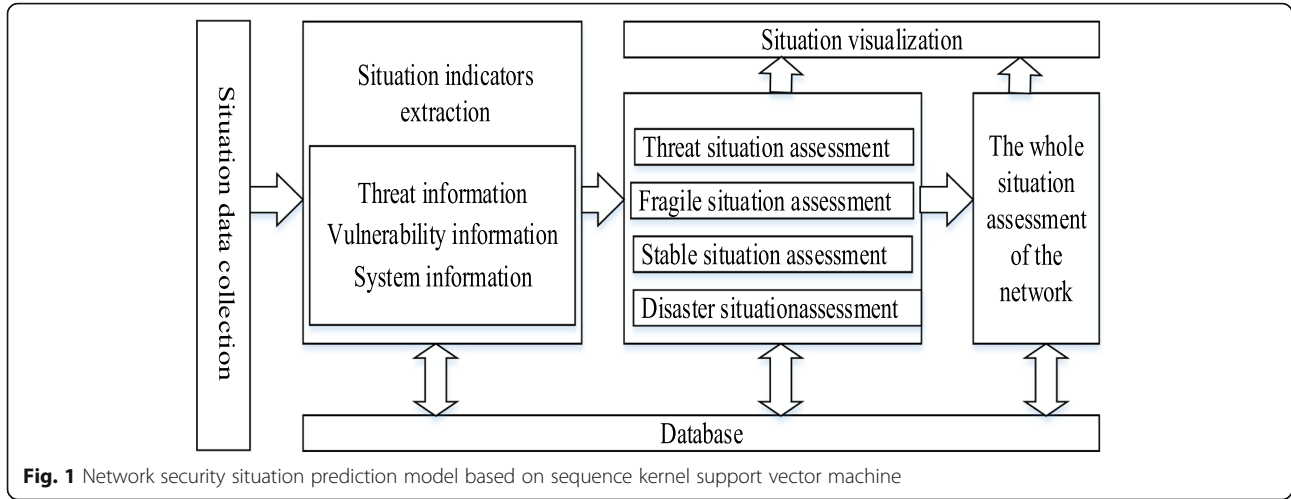 Situation data collection
Situation indicators
extraction
Threat information
Vulnerability information
System information
Situation visualization
Threat situation assessment
Fragile situation assessment
Stable situation assessment
Disaster situationassessment
The whole
situation
assessment
of the
network
Database
Fig. 1 Network security situation prediction model based on sequence kernel support vector machine